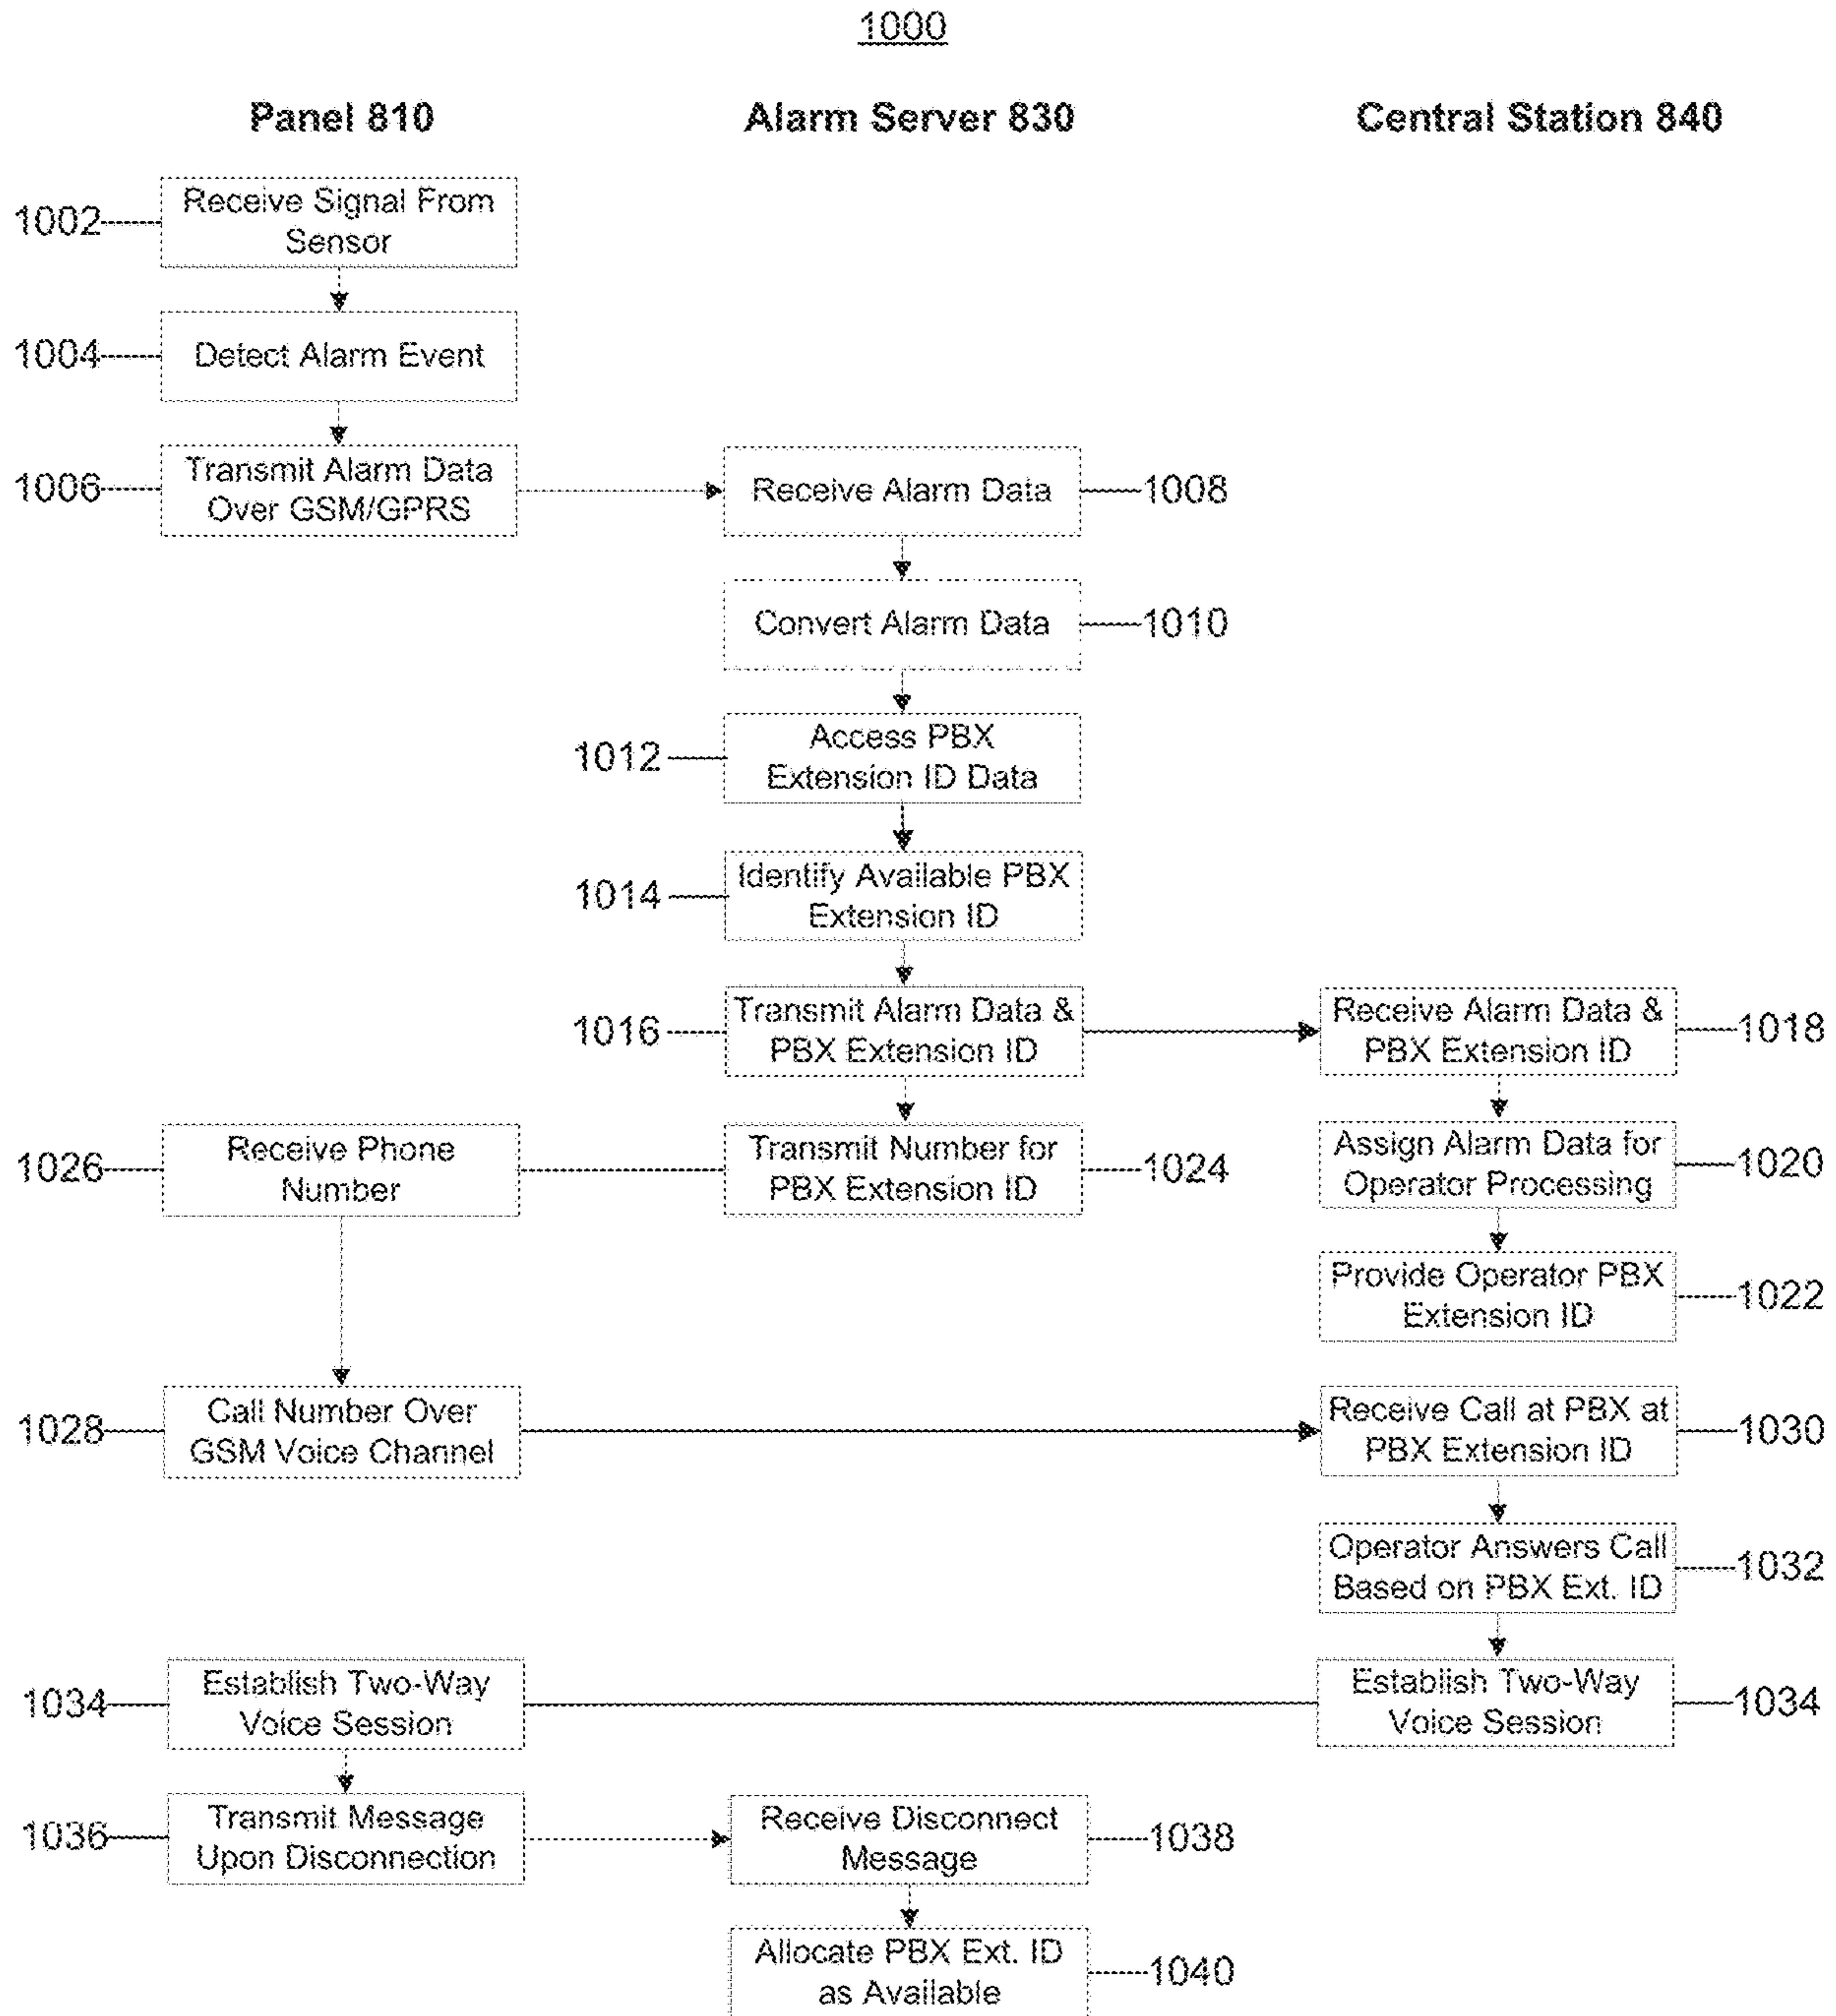 1000
Panel 810
Alarm Server 830
Central Station 840
1002
Receive Signal From
Sensor
1004
Detect Alarm Event
1006
Transmit Alarm Data
Over GSM/GPRS
Receive Alarm Data
1008
Convert Alarm Data
1010
1012
Access PBX
Extension ID Data
1014
Identify Available PBX
Extension ID
1016
Transmit Alarm Data &
PBX Extension ID
Receive Alarm Data &
PBX Extension ID
1018
1026
Receive Phone
Number
Transmit Number for
PBX Extension ID
1024
Assign Alarm Data for
Operator Processing
1020
Provide Operator PBX
Extension ID
1022
1028
Call Number Over
GSM Voice Channel
Receive Call at PBX at
PBX Extension ID
1030
Operator Answers Call
Based on PBX Ext. ID
1032
1034
Establish Two-Way
Voice Session
Establish Two-Way
Voice Session
1034
1036
Transmit Message
Upon Disconnection
Receive Disconnect
Message
1038
Allocate PBX Ext. ID
as Available
1040